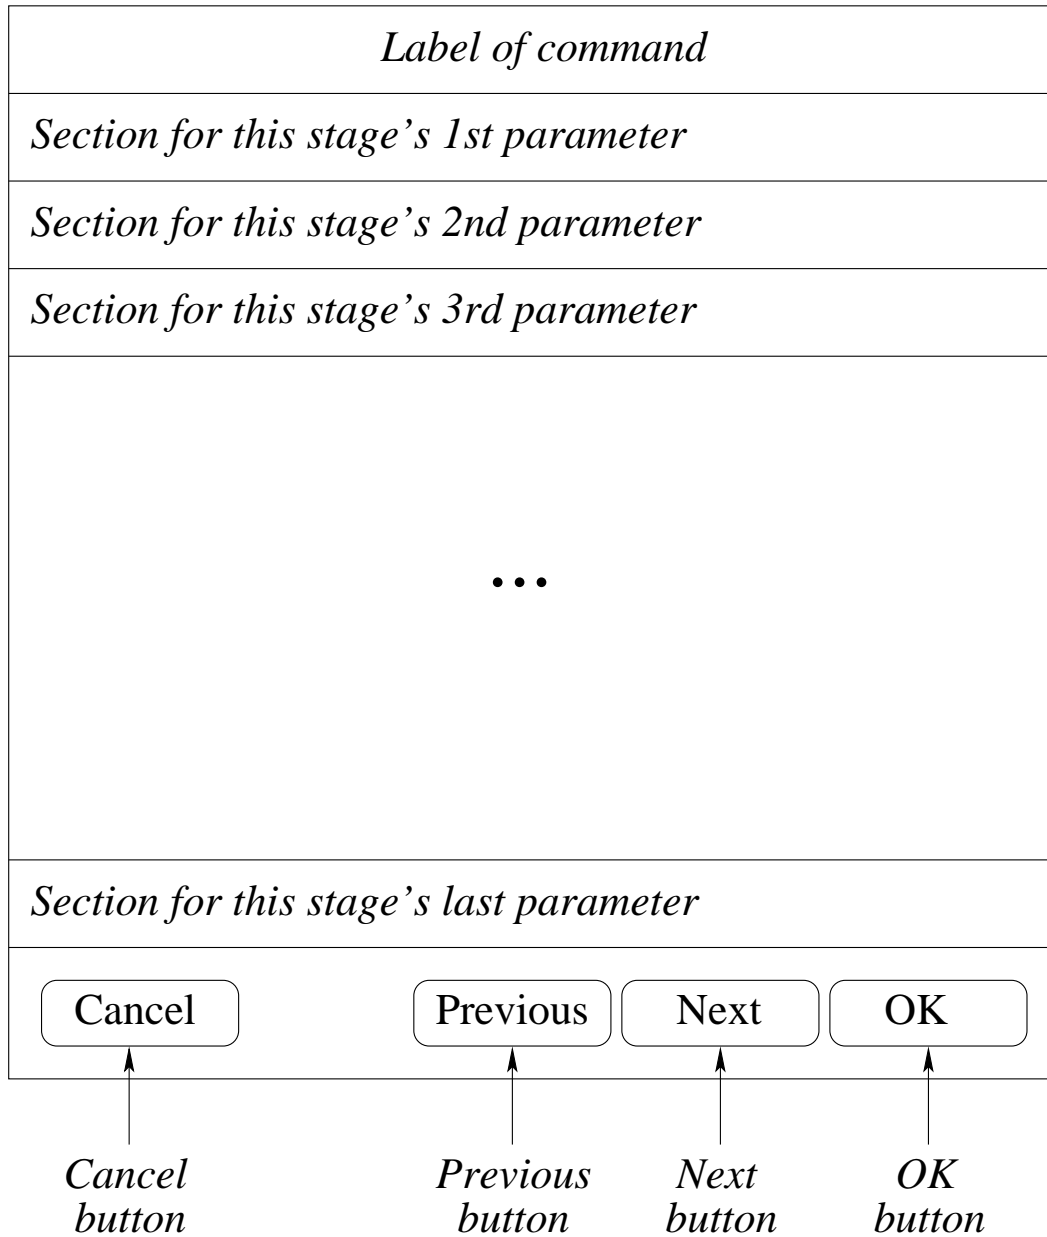 Label of command
Section for this stage’s 1st parameter
Section for this stage’s 2nd parameter
Section for this stage’s 3rd parameter
...
Section for this stage’s last parameter
Cancel Previous Next OK
Cancel Previous Next OK
button button button button